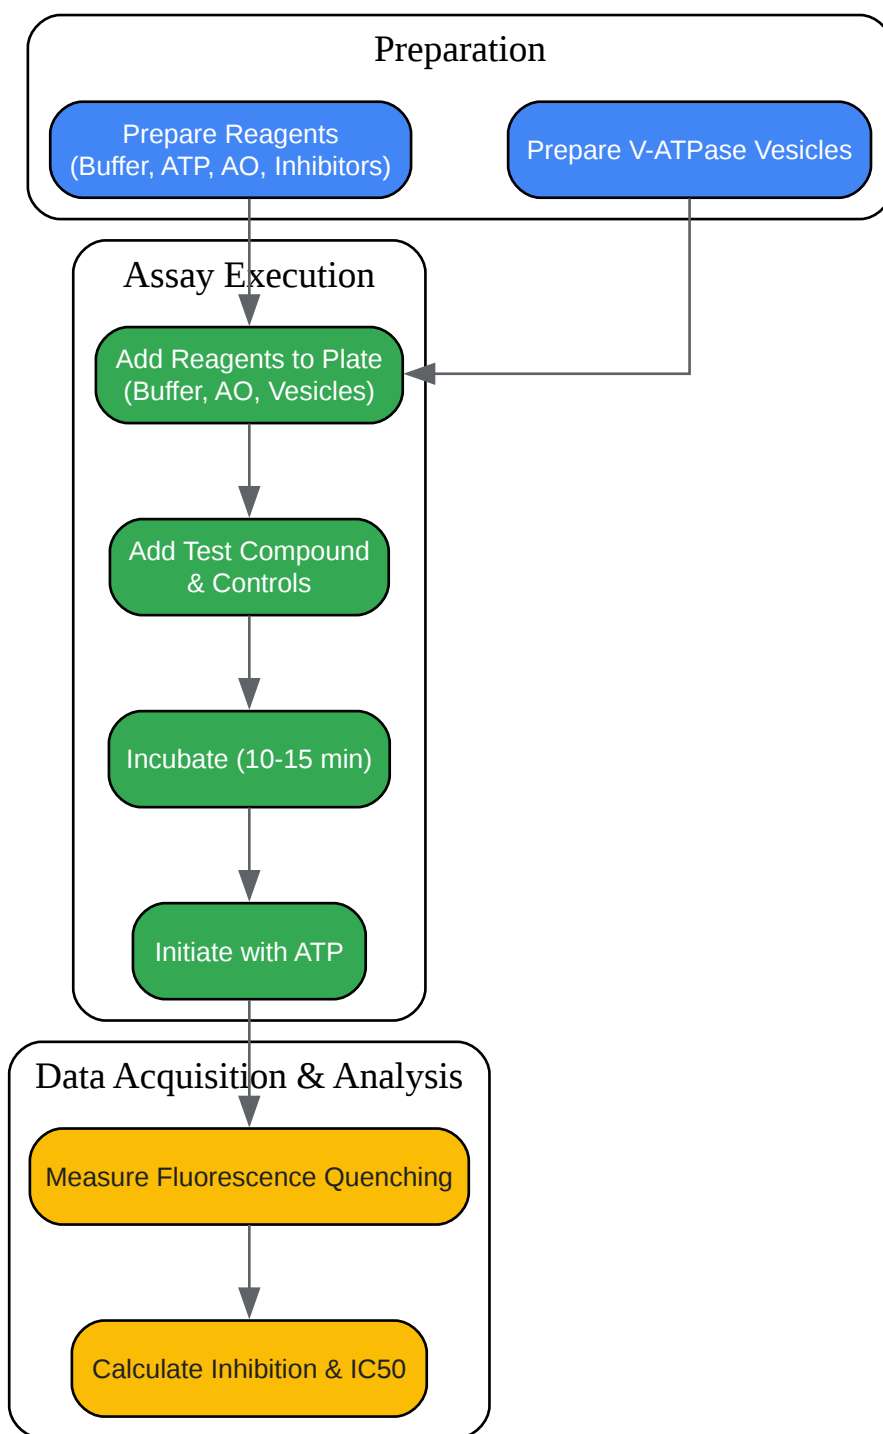 Preparation
Prepare Reagents
(Buffer, ATP, AO, Inhibitors)
Prepare V-ATPase Vesicles
Assay Execution
Add Reagents to Plate
(Buffer, AO, Vesicles)
Add Test Compound
& Controls
Incubate (10-15 min)
Initiate with ATP
Data Acquisition & Analysis
Measure Fluorescence Quenching
Calculate Inhibition & IC50